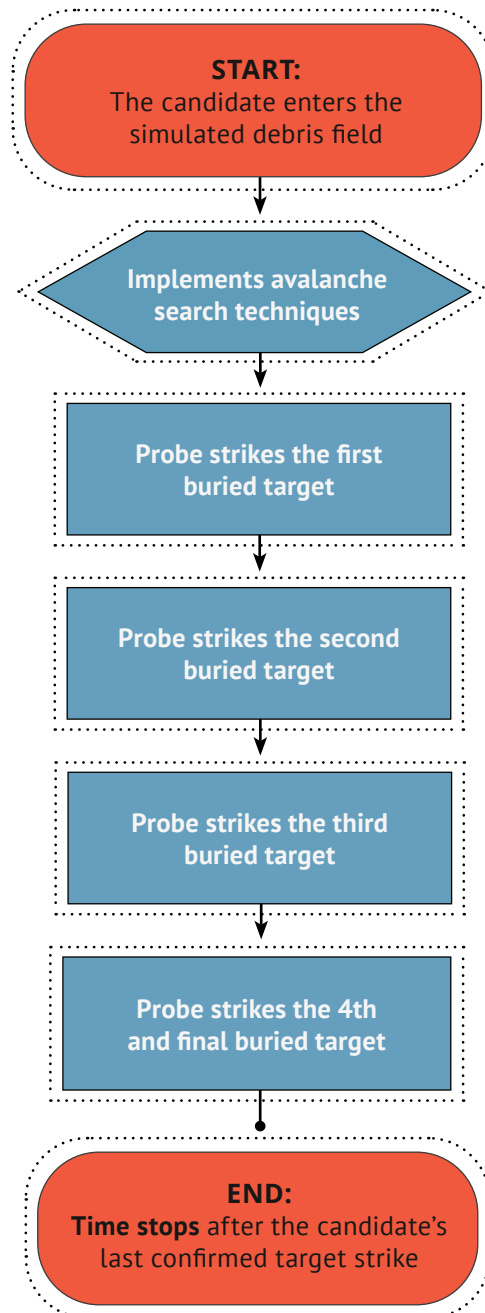 START:
The candidate enters the
simulated debris field
Implements avalanche
search techniques
Probe strikes the first
buried target
Probe strikes the second
buried target
Probe strikes the third
buried target
Probe strikes the 4th
and final buried target
END:
Time stops after the candidate’s
last confirmed target strike